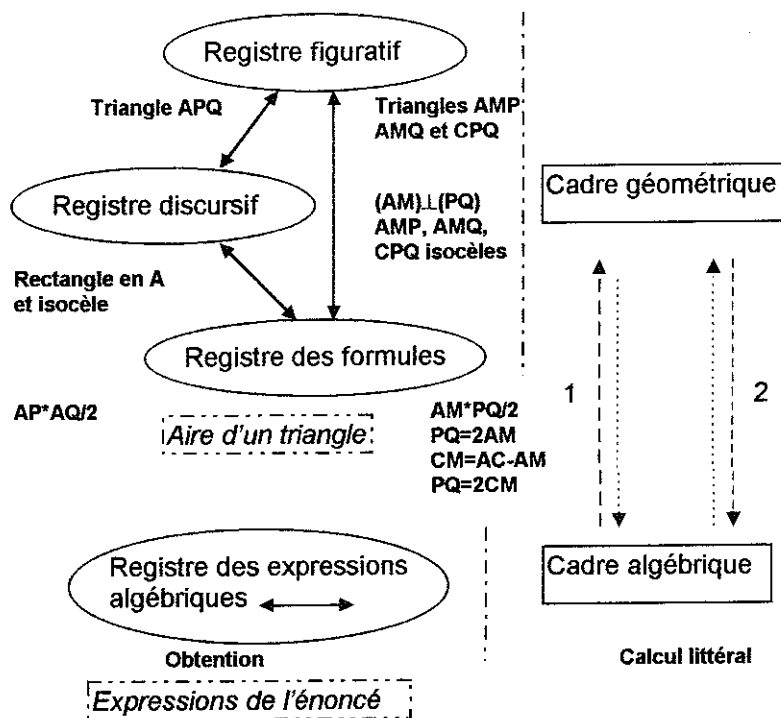 Registre figuratif
Triangle APQ
Triangles AMP
AMQ et CPQ
Registre discursif
(AM)⊥(PQ)
AMP, AMQ,
CPQ isocèles
Cadre géométrique
Rectangle en A
et isocèle
Registre des formules
AP*AQ/2
Aire d'un triangle
AM*PQ/2
PQ=2AM
CM=AC-AM
PQ=2CM
1
2
Registre des expressions
algébriques
Cadre algébrique
Obtention
Calcul littéral
Expressions de l'énoncé